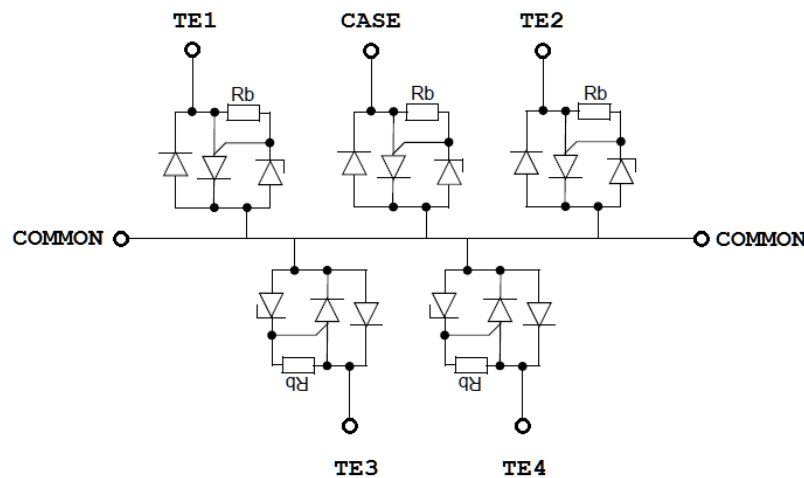 TE1 CASE TE2
Rb Rb Rb
COMMON COMMON
Rb Rb
TE3 TE4